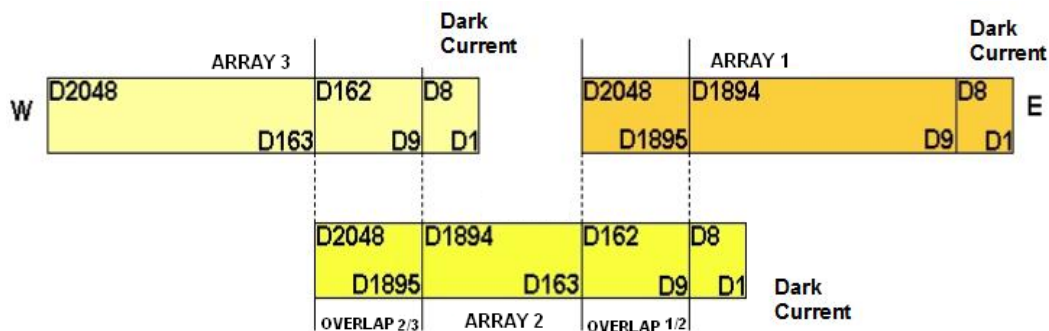 Dark
Current
Dark
Current
ARRAY 3
ARRAY 1
W
D2048
D162
D8
D163
D9
D1
D2048
D1894
D8
D1895
D9
D1
E
D2048
D1894
D162
D8
D1895
D163
D9
D1
Dark
Current
OVERLAP 2/3
ARRAY 2
OVERLAP 1/2